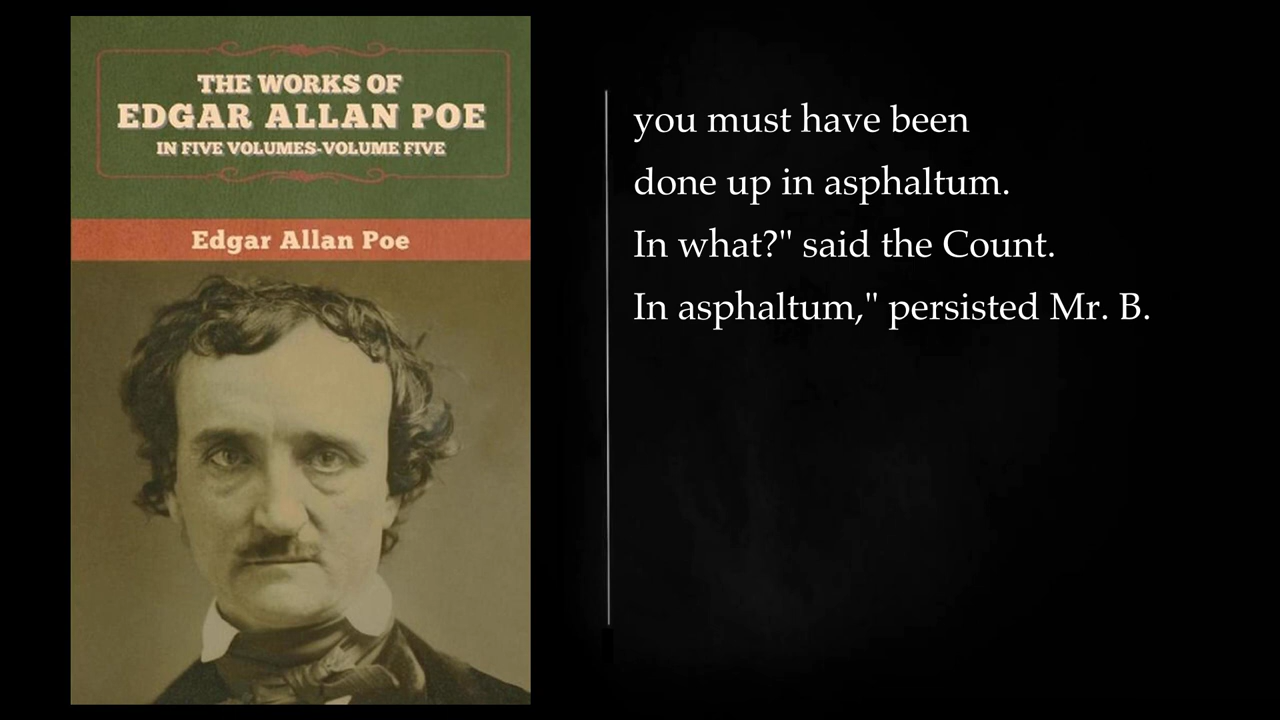 THE WORKS OF
EDGAR ALLAN POE
IN FIVE VOLUMES-VOLUME FIVE
Edgar Allan Poe
you must have been
done up in asphaltum.
In what?" said the Count.
In asphaltum," persisted Mr. B.